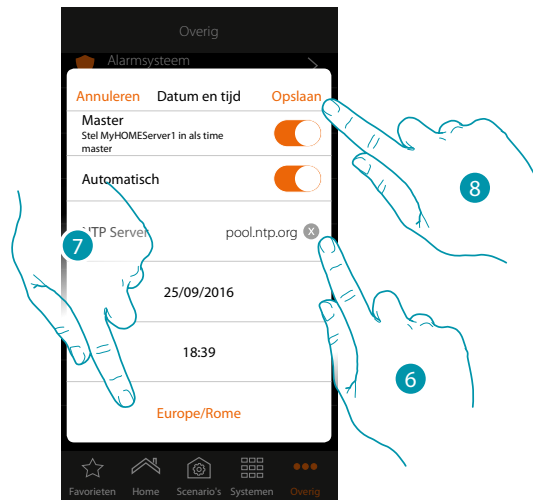 Overig
Alarmsysteem
Annuleren Datum en tijd Opslaan
Master
Stel MyHOMEServer1 in als time
master
Automatisch
NTP Server pool.ntp.org x
25/09/2016
18:39
Europe/Rome
Favorieten Home Scenario's Systemen Overig
7
8
6